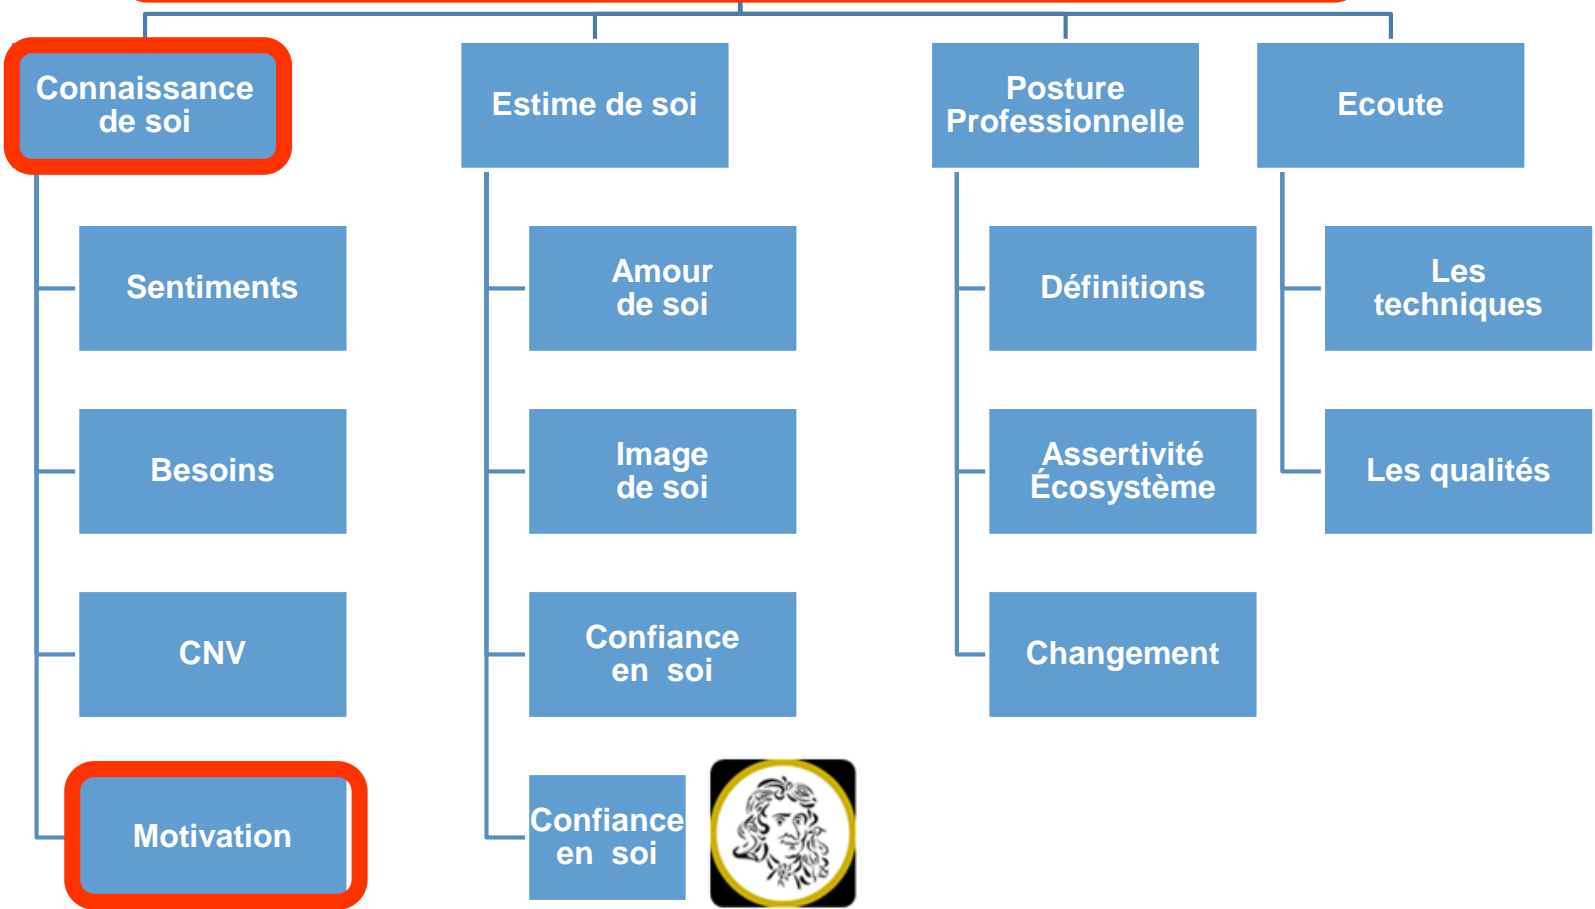 Connaissance
de soi
Estime de soi
Posture
Professionnelle
Ecoute
Sentiments
Amour
de soi
Définitions
Les
techniques
Besoins
Image
de soi
Assertivité
Écosystème
Les qualités
CNV
Confiance
en  soi
Changement
Motivation
Confiance
en  soi